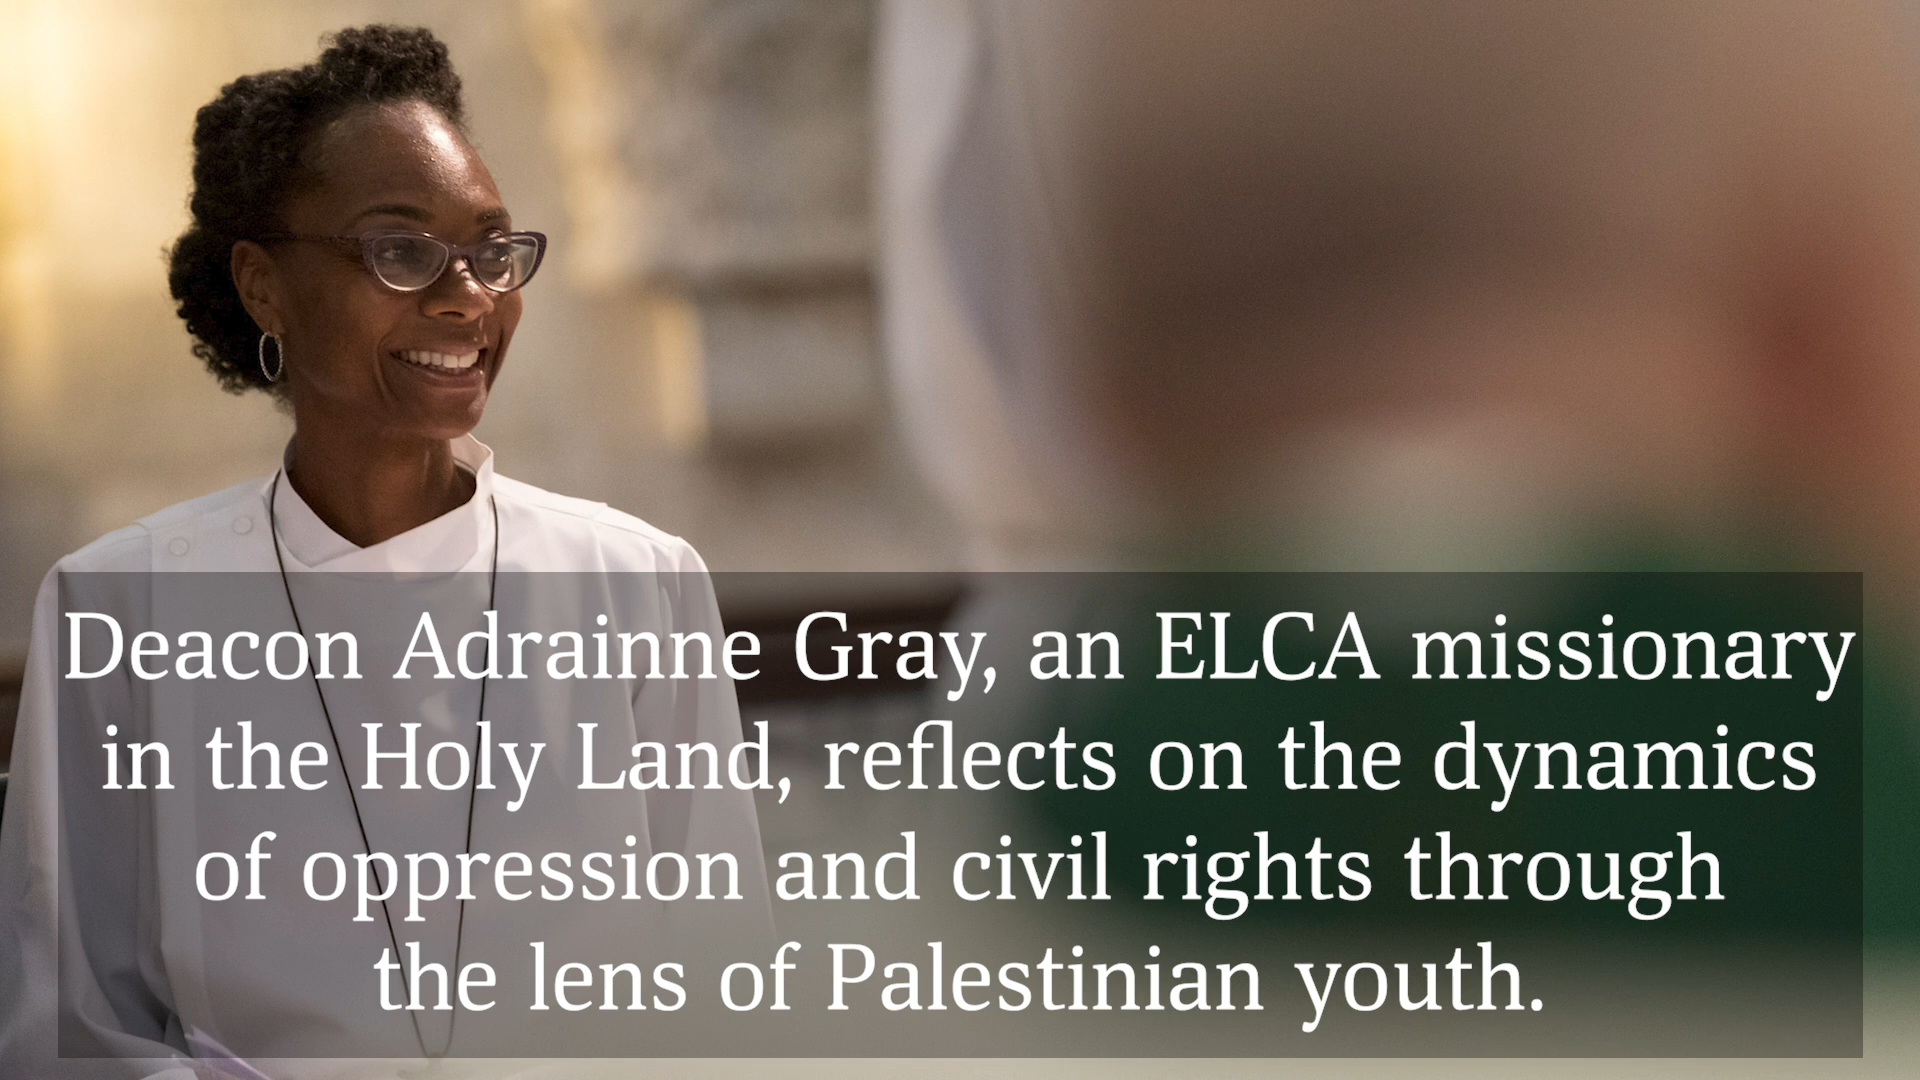 Deacon Adrainne Gray, an ELCA missionary
in the Holy Land, reflects on the dynamics
of oppression and civil rights through
the lens of Palestinian youth.